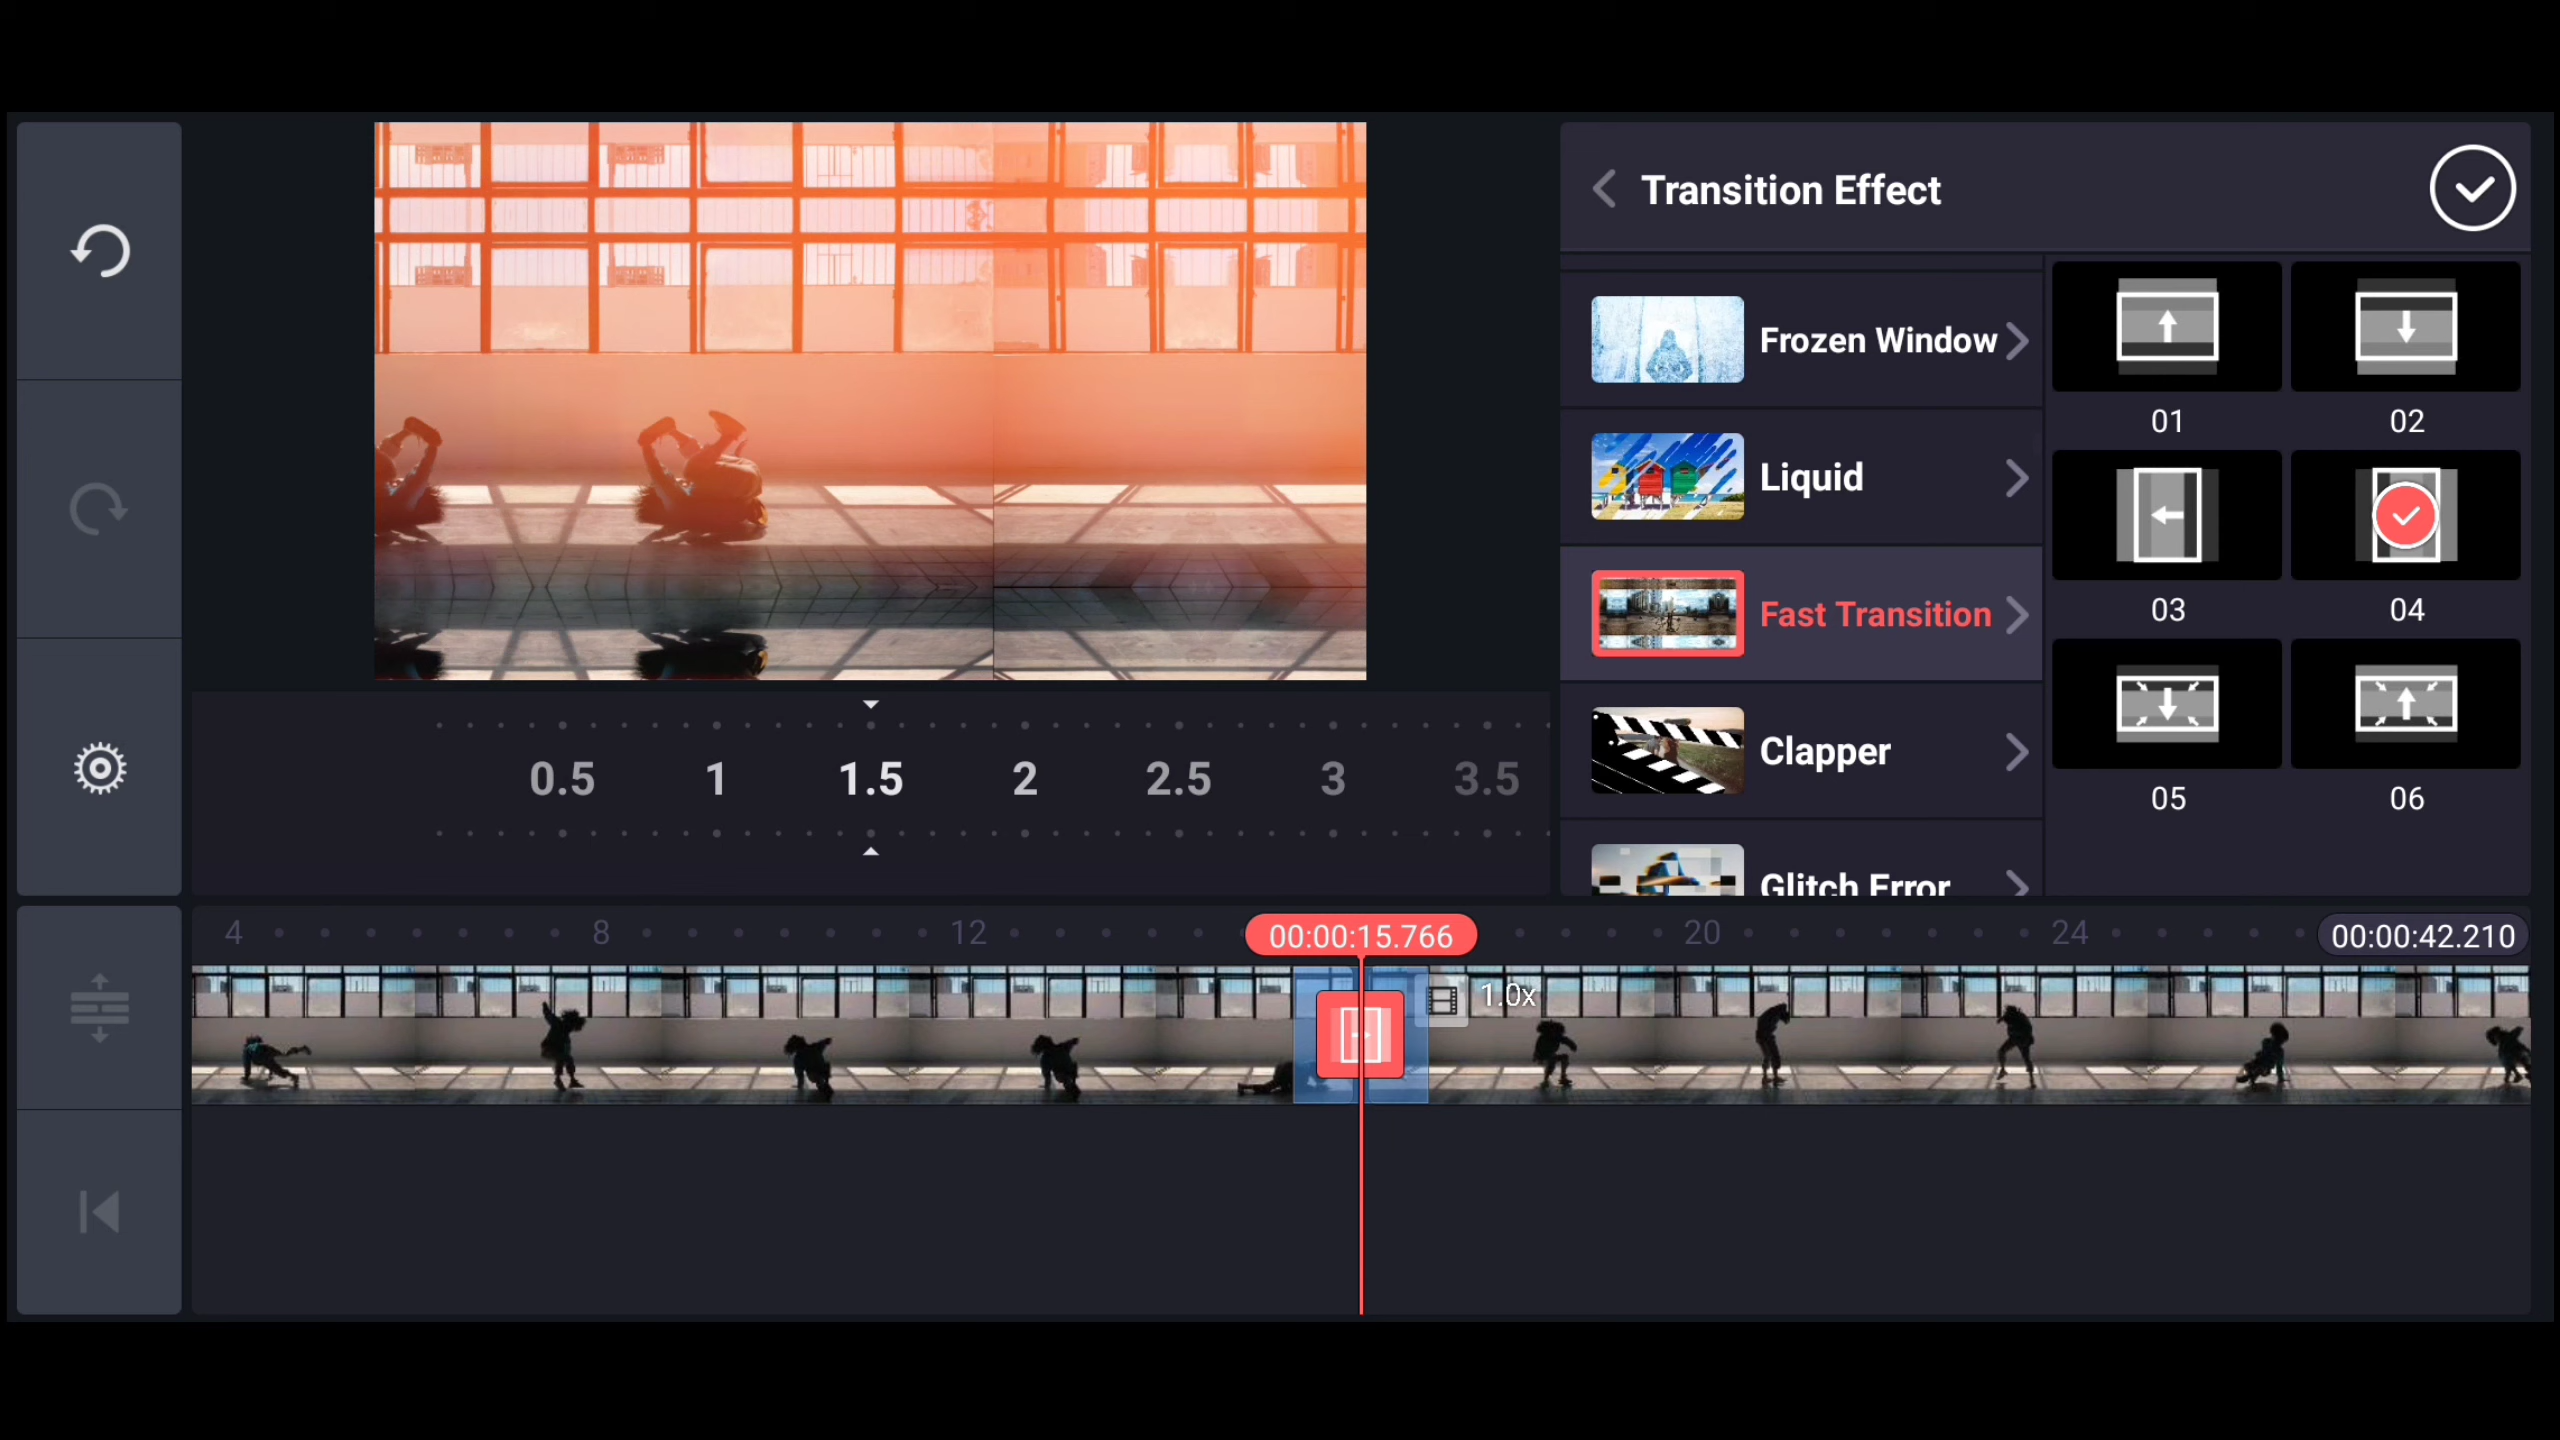 Transition Effect
Frozen Window
Liquid
Fast Transition
Clapper
Glitch Error
01
02
03
04
05
06
0.5 1 1.5 2 2.5 3 3.5
4 8 12 00:00:15.766 20 24 00:00:42.210
1.0x